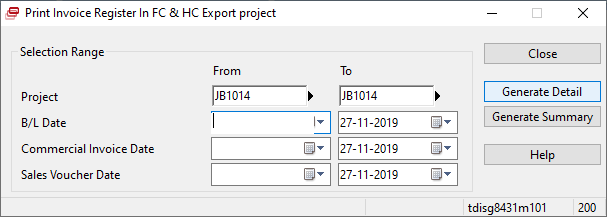 Print Invoice Register In FC & HC Export project
Selection Range
From To
Project JB1014 JB1014
B/L Date 27-11-2019
Commercial Invoice Date 27-11-2019
Sales Voucher Date 27-11-2019
Close
Generate Detail
Generate Summary
Help
tdisg8431m101 200